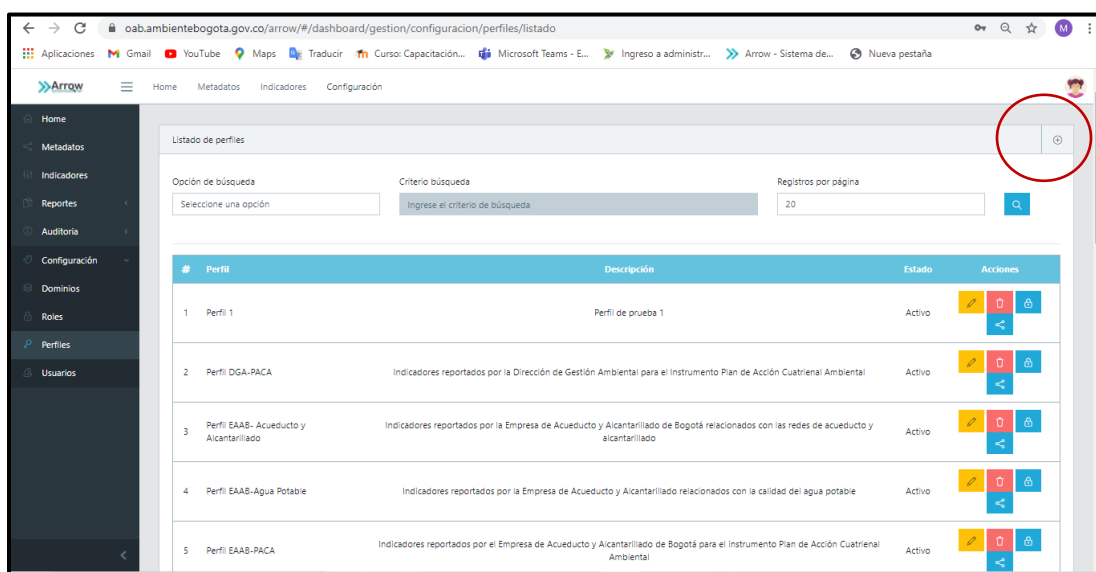 oab.ambientebogota.gov.co/arrow/#/dashboard/gestion/configuracion/perfiles/listado
M
Aplicaciones Gmail YouTube Maps Traducir Curso: Capacitación... Microsoft Teams - E... Ingreso a administr... Arrow - Sistema de... Nueva pestaña
Arrow Home Metadatos Indicadores Configuración
Home
Metadatos
Indicadores
Reportes
Auditoria
Configuración
Dominios
Roles
Perfiles
Usuarios
Listado de perfiles
Opción de búsqueda Criterio búsqueda Registros por página
Seleccione una opción Ingrese el criterio de búsqueda 20
# Perfil Descripción Estado Acciones
1 Perfil 1 Perfil de prueba 1 Activo
2 Perfil DGA-PACA Indicadores reportados por la Dirección de Gestión Ambiental para el Instrumento Plan de Acción Cuatrienal Ambiental Activo
3 Perfil EAAB- Acueducto y Alcantarillado Indicadores reportados por la Empresa de Acueducto y Alcantarillado de Bogotá relacionados con las redes de acueducto y alcantarillado Activo
4 Perfil EAAB-Agua Potable Indicadores reportados por la Empresa de Acueducto y Alcantarillado relacionados con la calidad del agua potable Activo
5 Perfil EAAB-PACA Indicadores reportados por el Empresa de Acueducto y Alcantarillado de Bogotá para el Instrumento Plan de Acción Cuatrienal Ambiental Activo